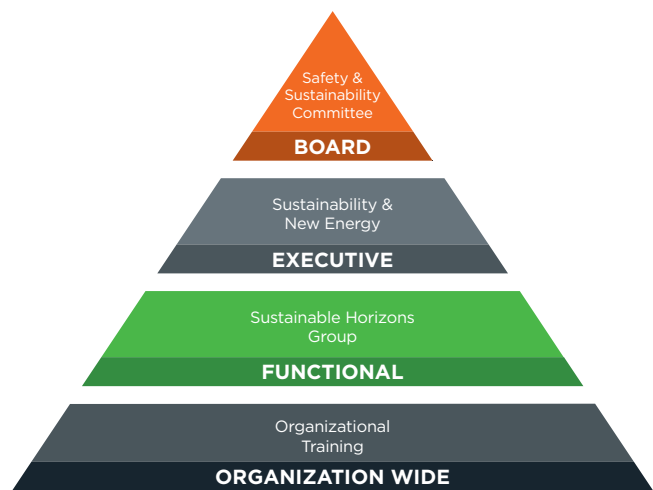 Safety &
Sustainability
Committee
BOARD
Sustainability &
New Energy
EXECUTIVE
Sustainable Horizons
Group
FUNCTIONAL
Organizational
Training
ORGANIZATION WIDE